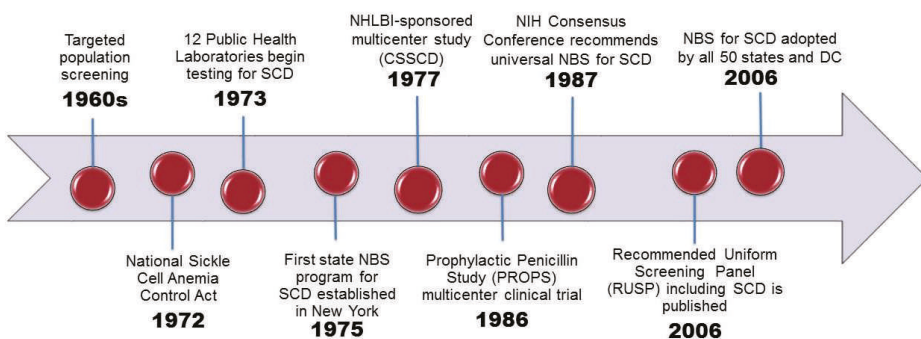 Targeted
population
screening
1960s
National Sickle
Cell Anemia
Control Act
1972
12 Public Health
Laboratories begin
testing for SCD
1973
First state NBS
program for
SCD established
in New York
1975
NHLBI-sponsored
multicenter study
(CSSCD)
1977
Prophylactic Penicillin
Study (PROPS)
multicenter clinical trial
1986
NIH Consensus
Conference recommends
universal NBS for SCD
1987
Recommended Uniform
Screening Panel
(RUSP) including SCD is
published
2006
NBS for SCD adopted
by all 50 states and DC
2006